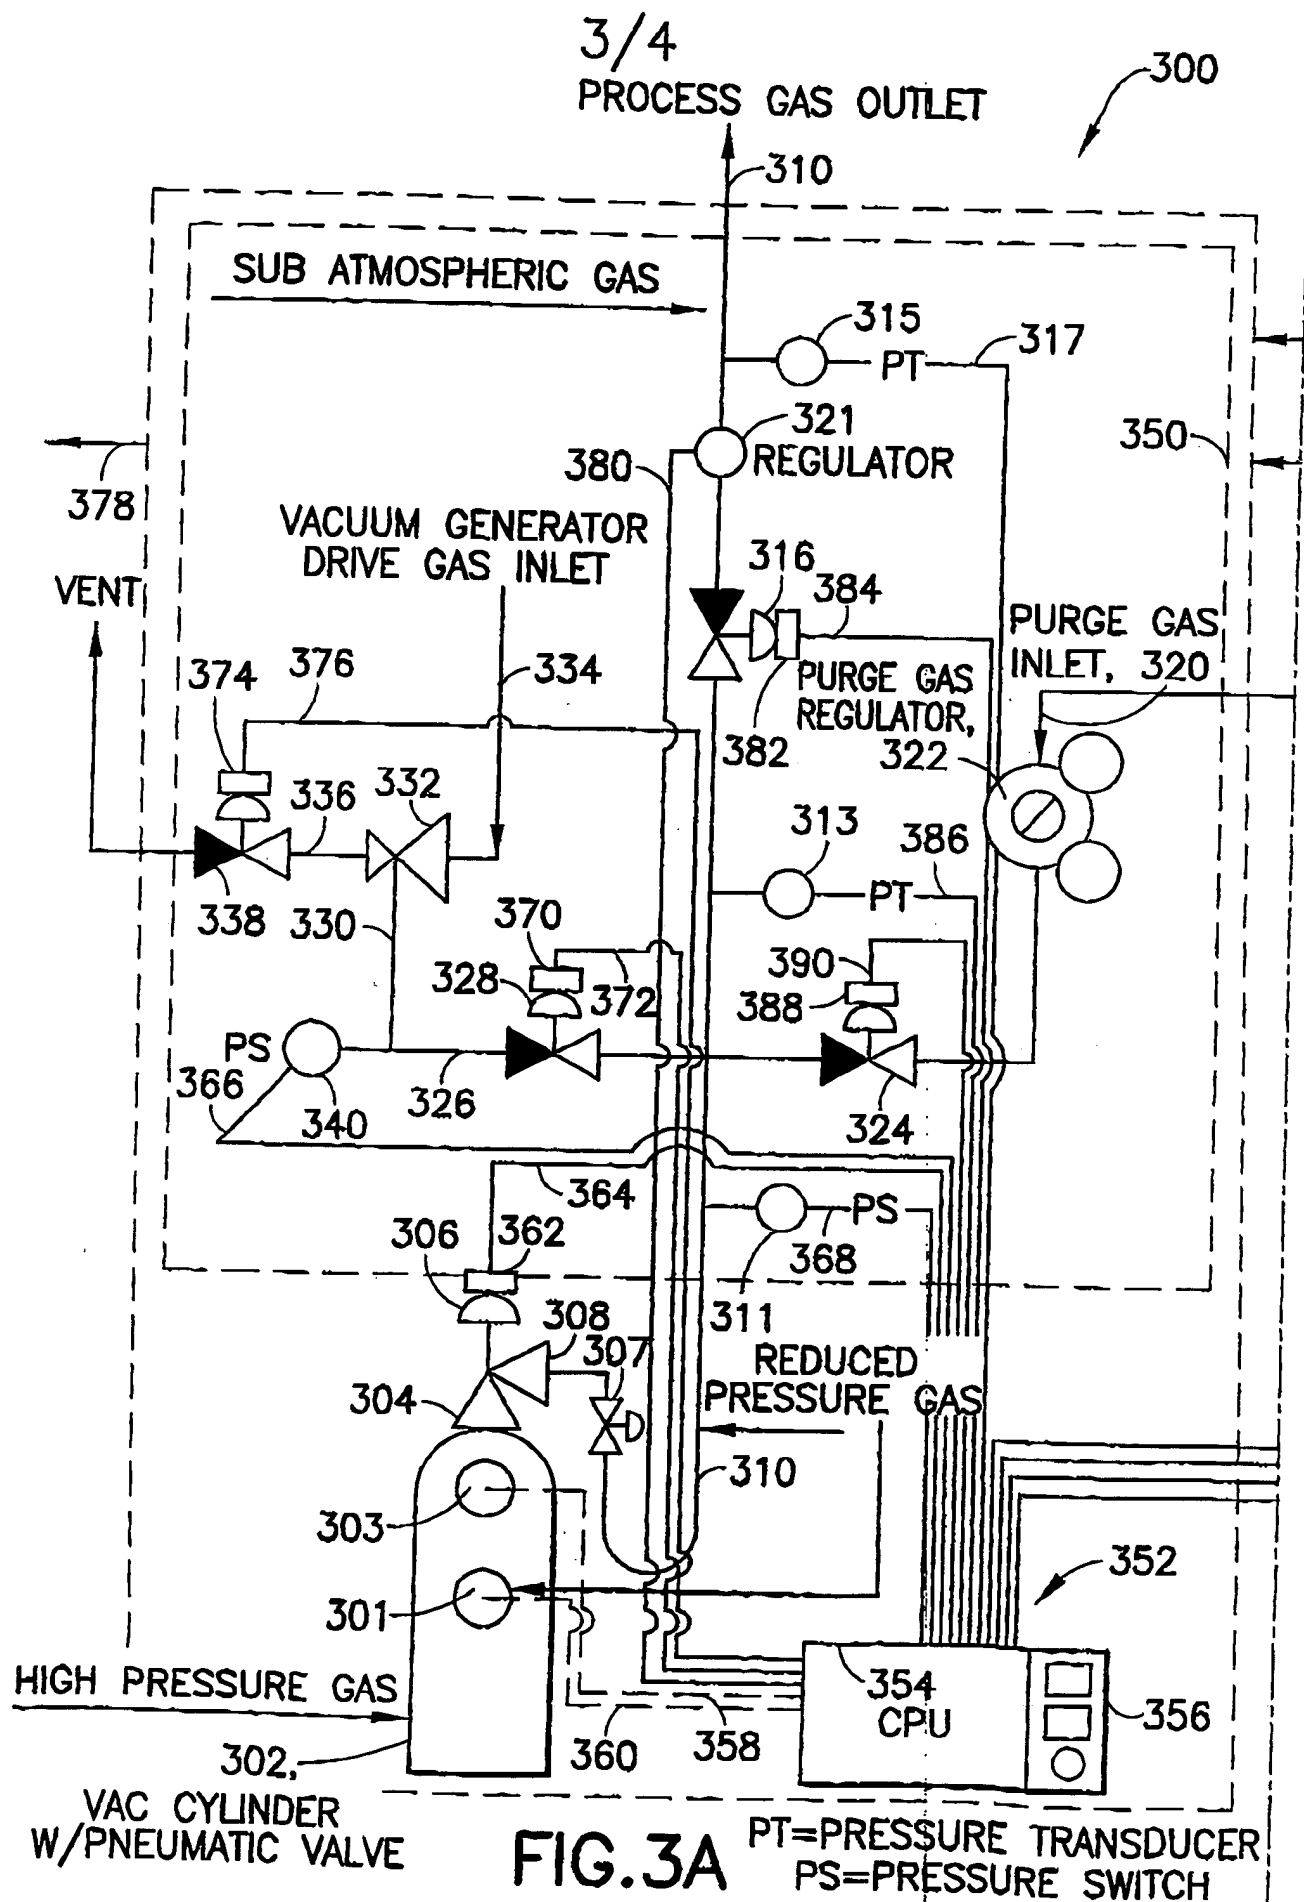 3/4
PROCESS GAS OUTLET
300
310
SUB ATMOSPHERIC GAS
315
PT
317
321
REGULATOR
350
380
378
VACUUM GENERATOR
DRIVE GAS INLET
VENT
316
384
PURGE GAS
INLET, 320
374
376
334
PURGE GAS
REGULATOR,
382
322
336
332
313
386
PT
338
330
370
328
372
390
388
PS
366
340
326
324
364
PS
306
362
368
311
308
307
REDUCED
PRESSURE GAS
304
310
303
352
301
HIGH PRESSURE GAS
354
CPU
356
302,
360
358
VAC CYLINDER
W/PNEUMATIC VALVE
FIG.3A
PT=PRESSURE TRANSDUCER
PS=PRESSURE SWITCH